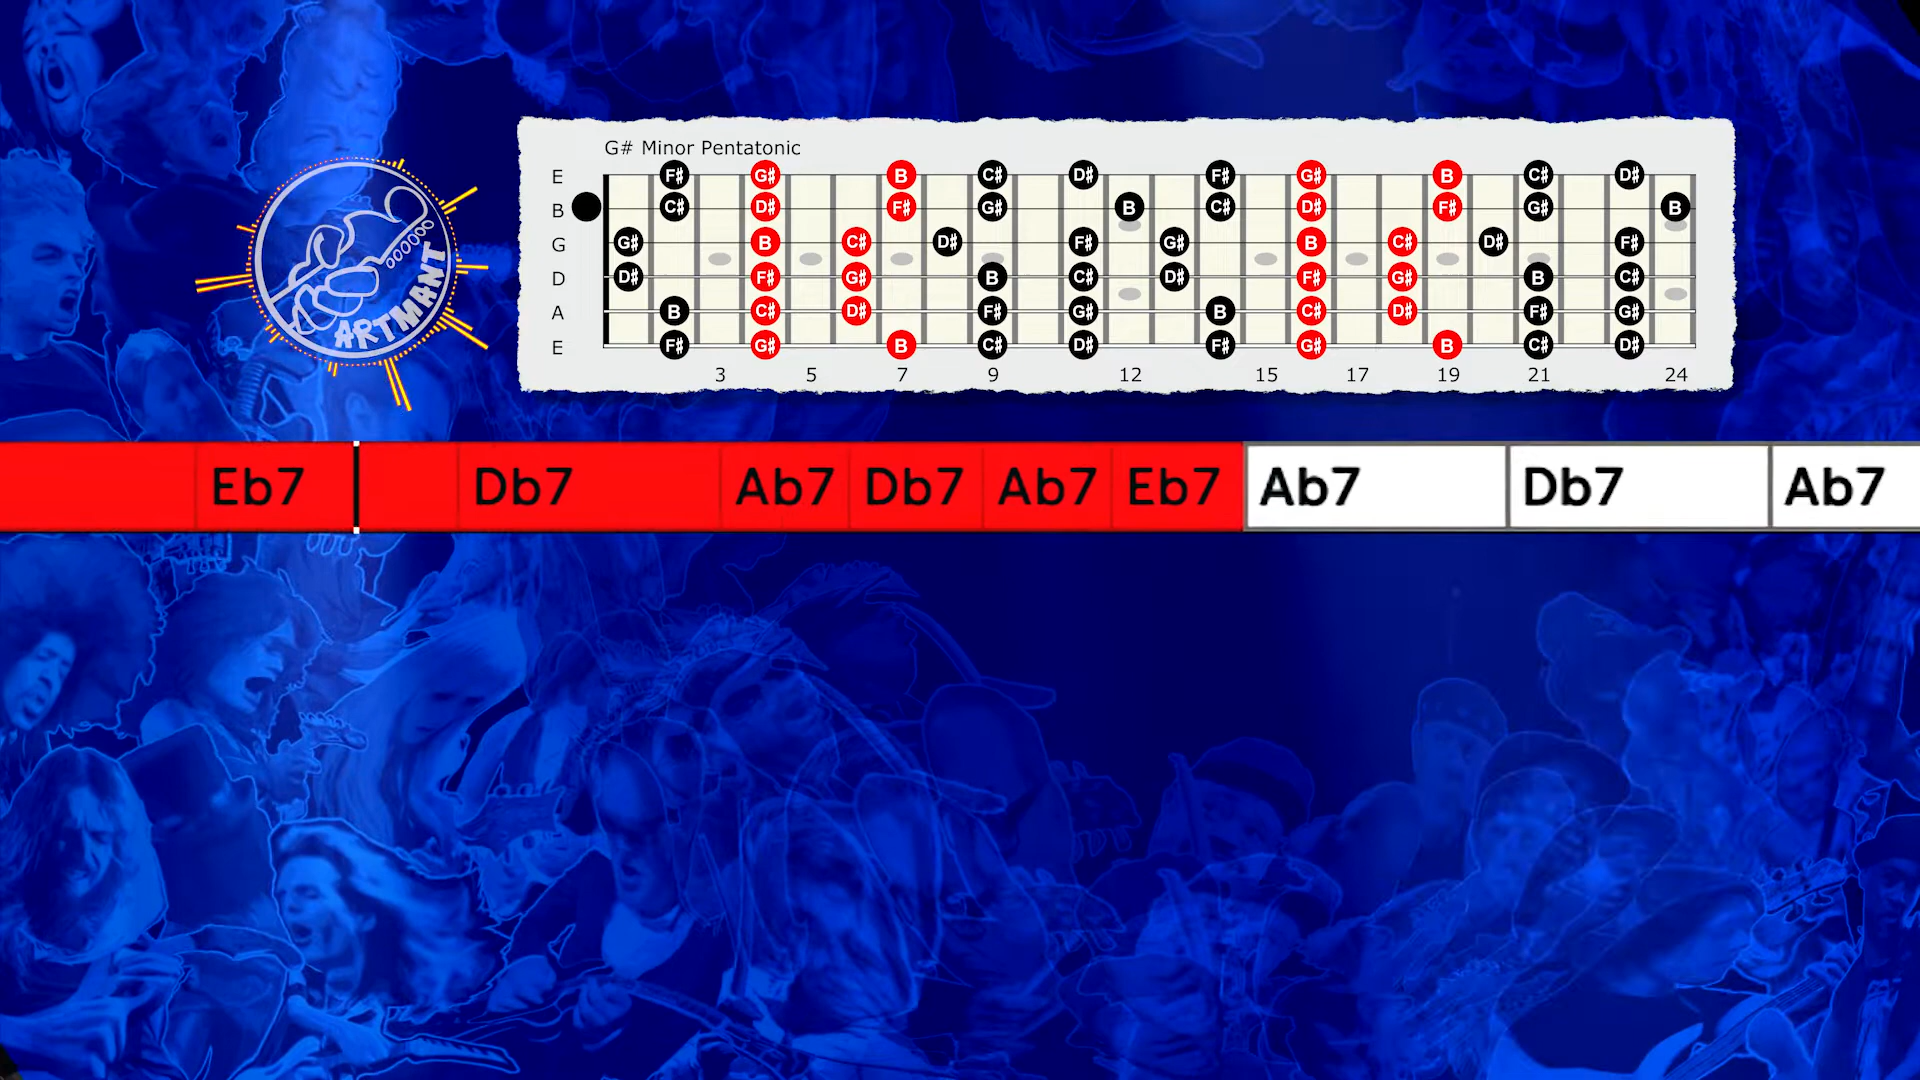 ARTMANT
G# Minor Pentatonic
E F# G# B C# D# F# G# B C# D#
B C# D# F# G# B C# D# F# G# B
G G# B C# D# F# G# B C# D# F#
D D# F# G# B C# D# F# G# B C#
A B C# D# F# G# B C# D# F# G#
E F# G# B C# D# F# G# B C# D#
3 5 7 9 12 15 17 19 21 24
Eb7 Db7 Ab7 Db7 Ab7 Eb7 Ab7 Db7 Ab7